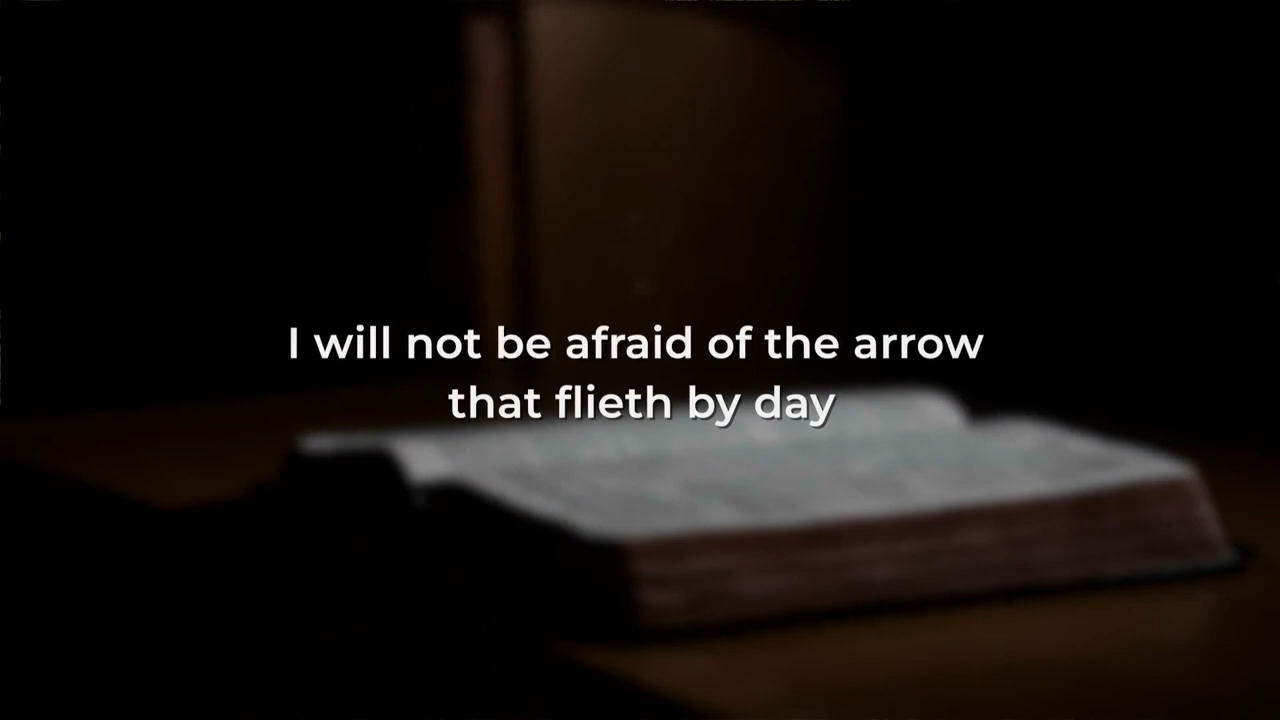 I will not be afraid of the arrow
that flieth by day